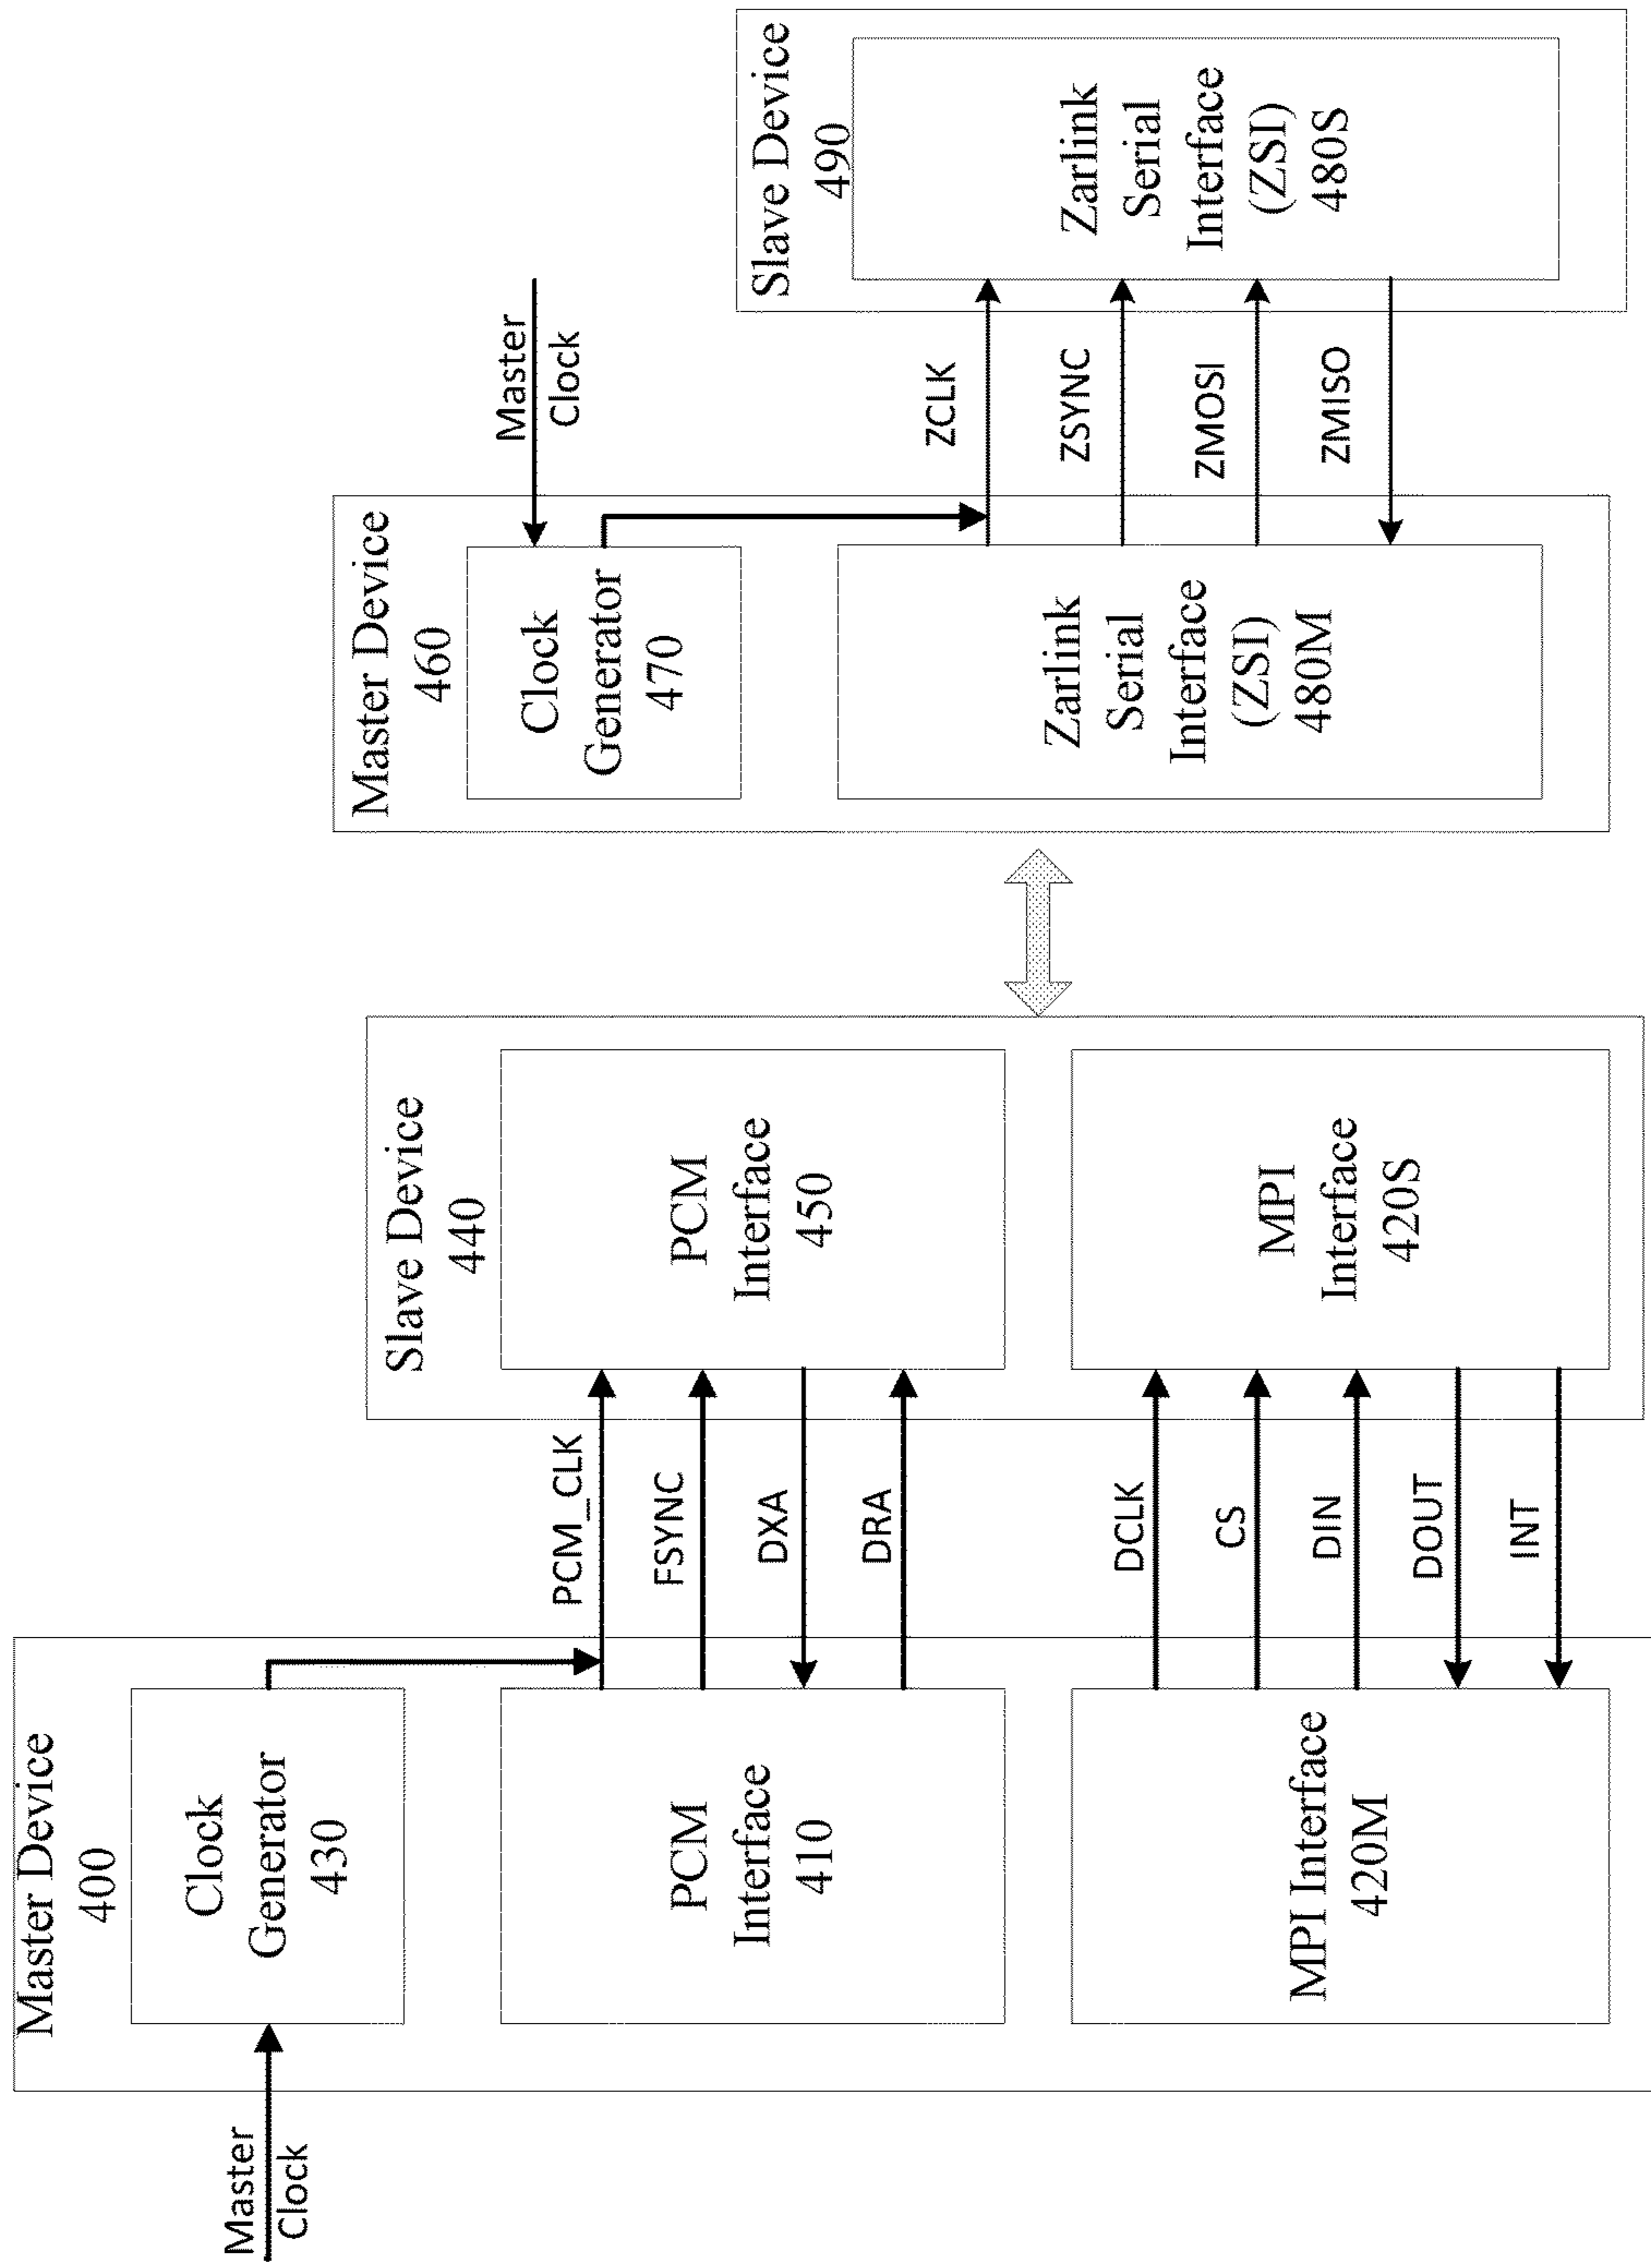 Master
Clock
Master Device
400
Clock
Generator
430
PCM
Interface
410
MPI Interface
420M
PCM_CLK
FSYNC
DXA
DRA
DCLK
CS
DIN
DOUT
INT
Slave Device
440
PCM
Interface
450
MPI
Interface
420S
Master Device
460
Clock
Generator
470
Zarlink
Serial
Interface
(ZSI)
480M
Master
Clock
ZCLK
ZSYNC
ZMOSI
ZMISO
Slave Device
490
Zarlink
Serial
Interface
(ZSI)
480S